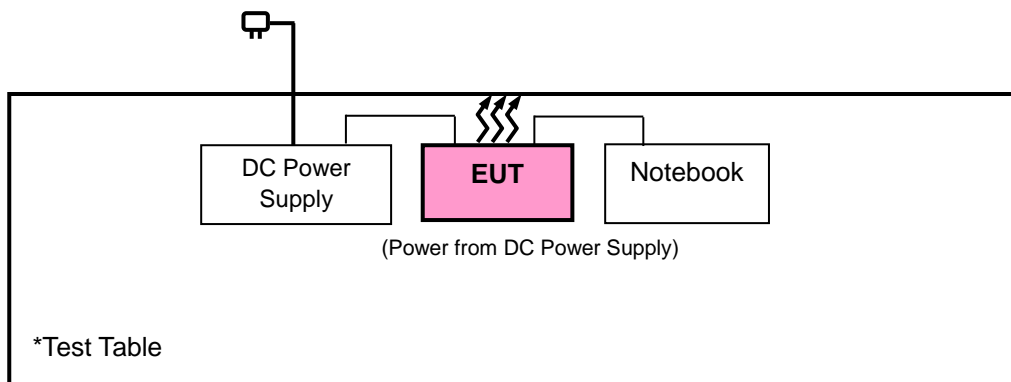 DC Power
Supply
EUT
Notebook
(Power from DC Power Supply)
*Test Table